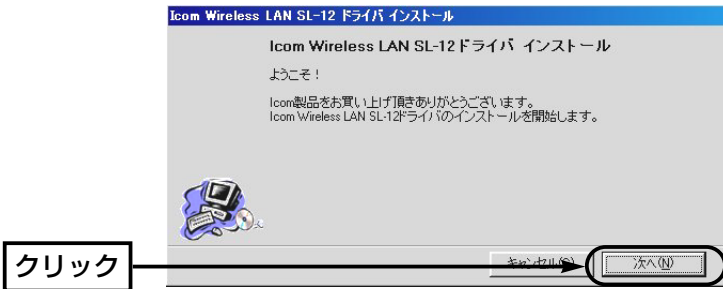 Icom Wireless LAN SL-12 ドライバ インストール
Icom Wireless LAN SL-12ドライバ インストール
ようこそ！
Icom製品をお買い上げ頂きありがとうございます。
Icom Wireless LAN SL-12ドライバのインストールを開始します。
クリック
キャンセル(C)
次へ(N)